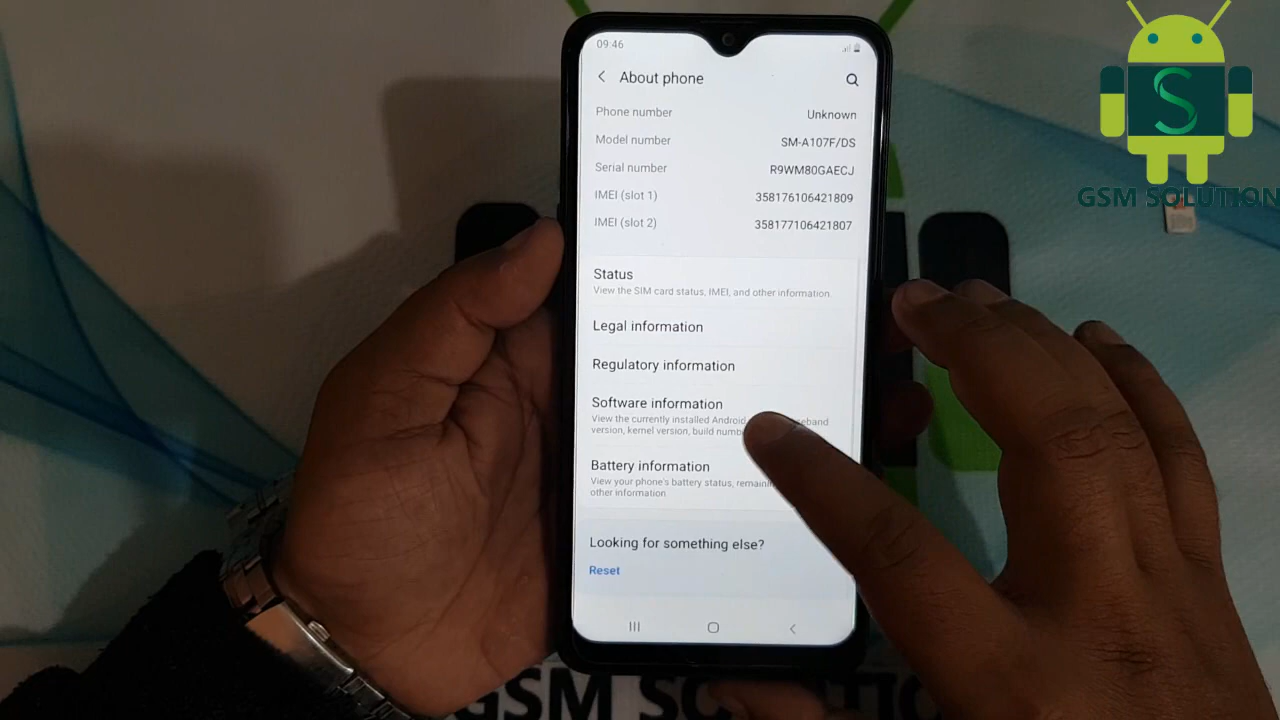 09:46
About phone
Phone number Unknown
Model number SM-A107F/DS
Serial number R9WM80GAECJ
IMEI (slot 1) 358176106421809
IMEI (slot 2) 358177106421807
Status
View the SIM card status, IMEI, and other information.
Legal information
Regulatory information
Software information
View the currently installed Android
version, kernel version, build
Battery information
View your phone's battery status,
other information.
Looking for something else?
Reset
S
GSM SOLUTION
GSM